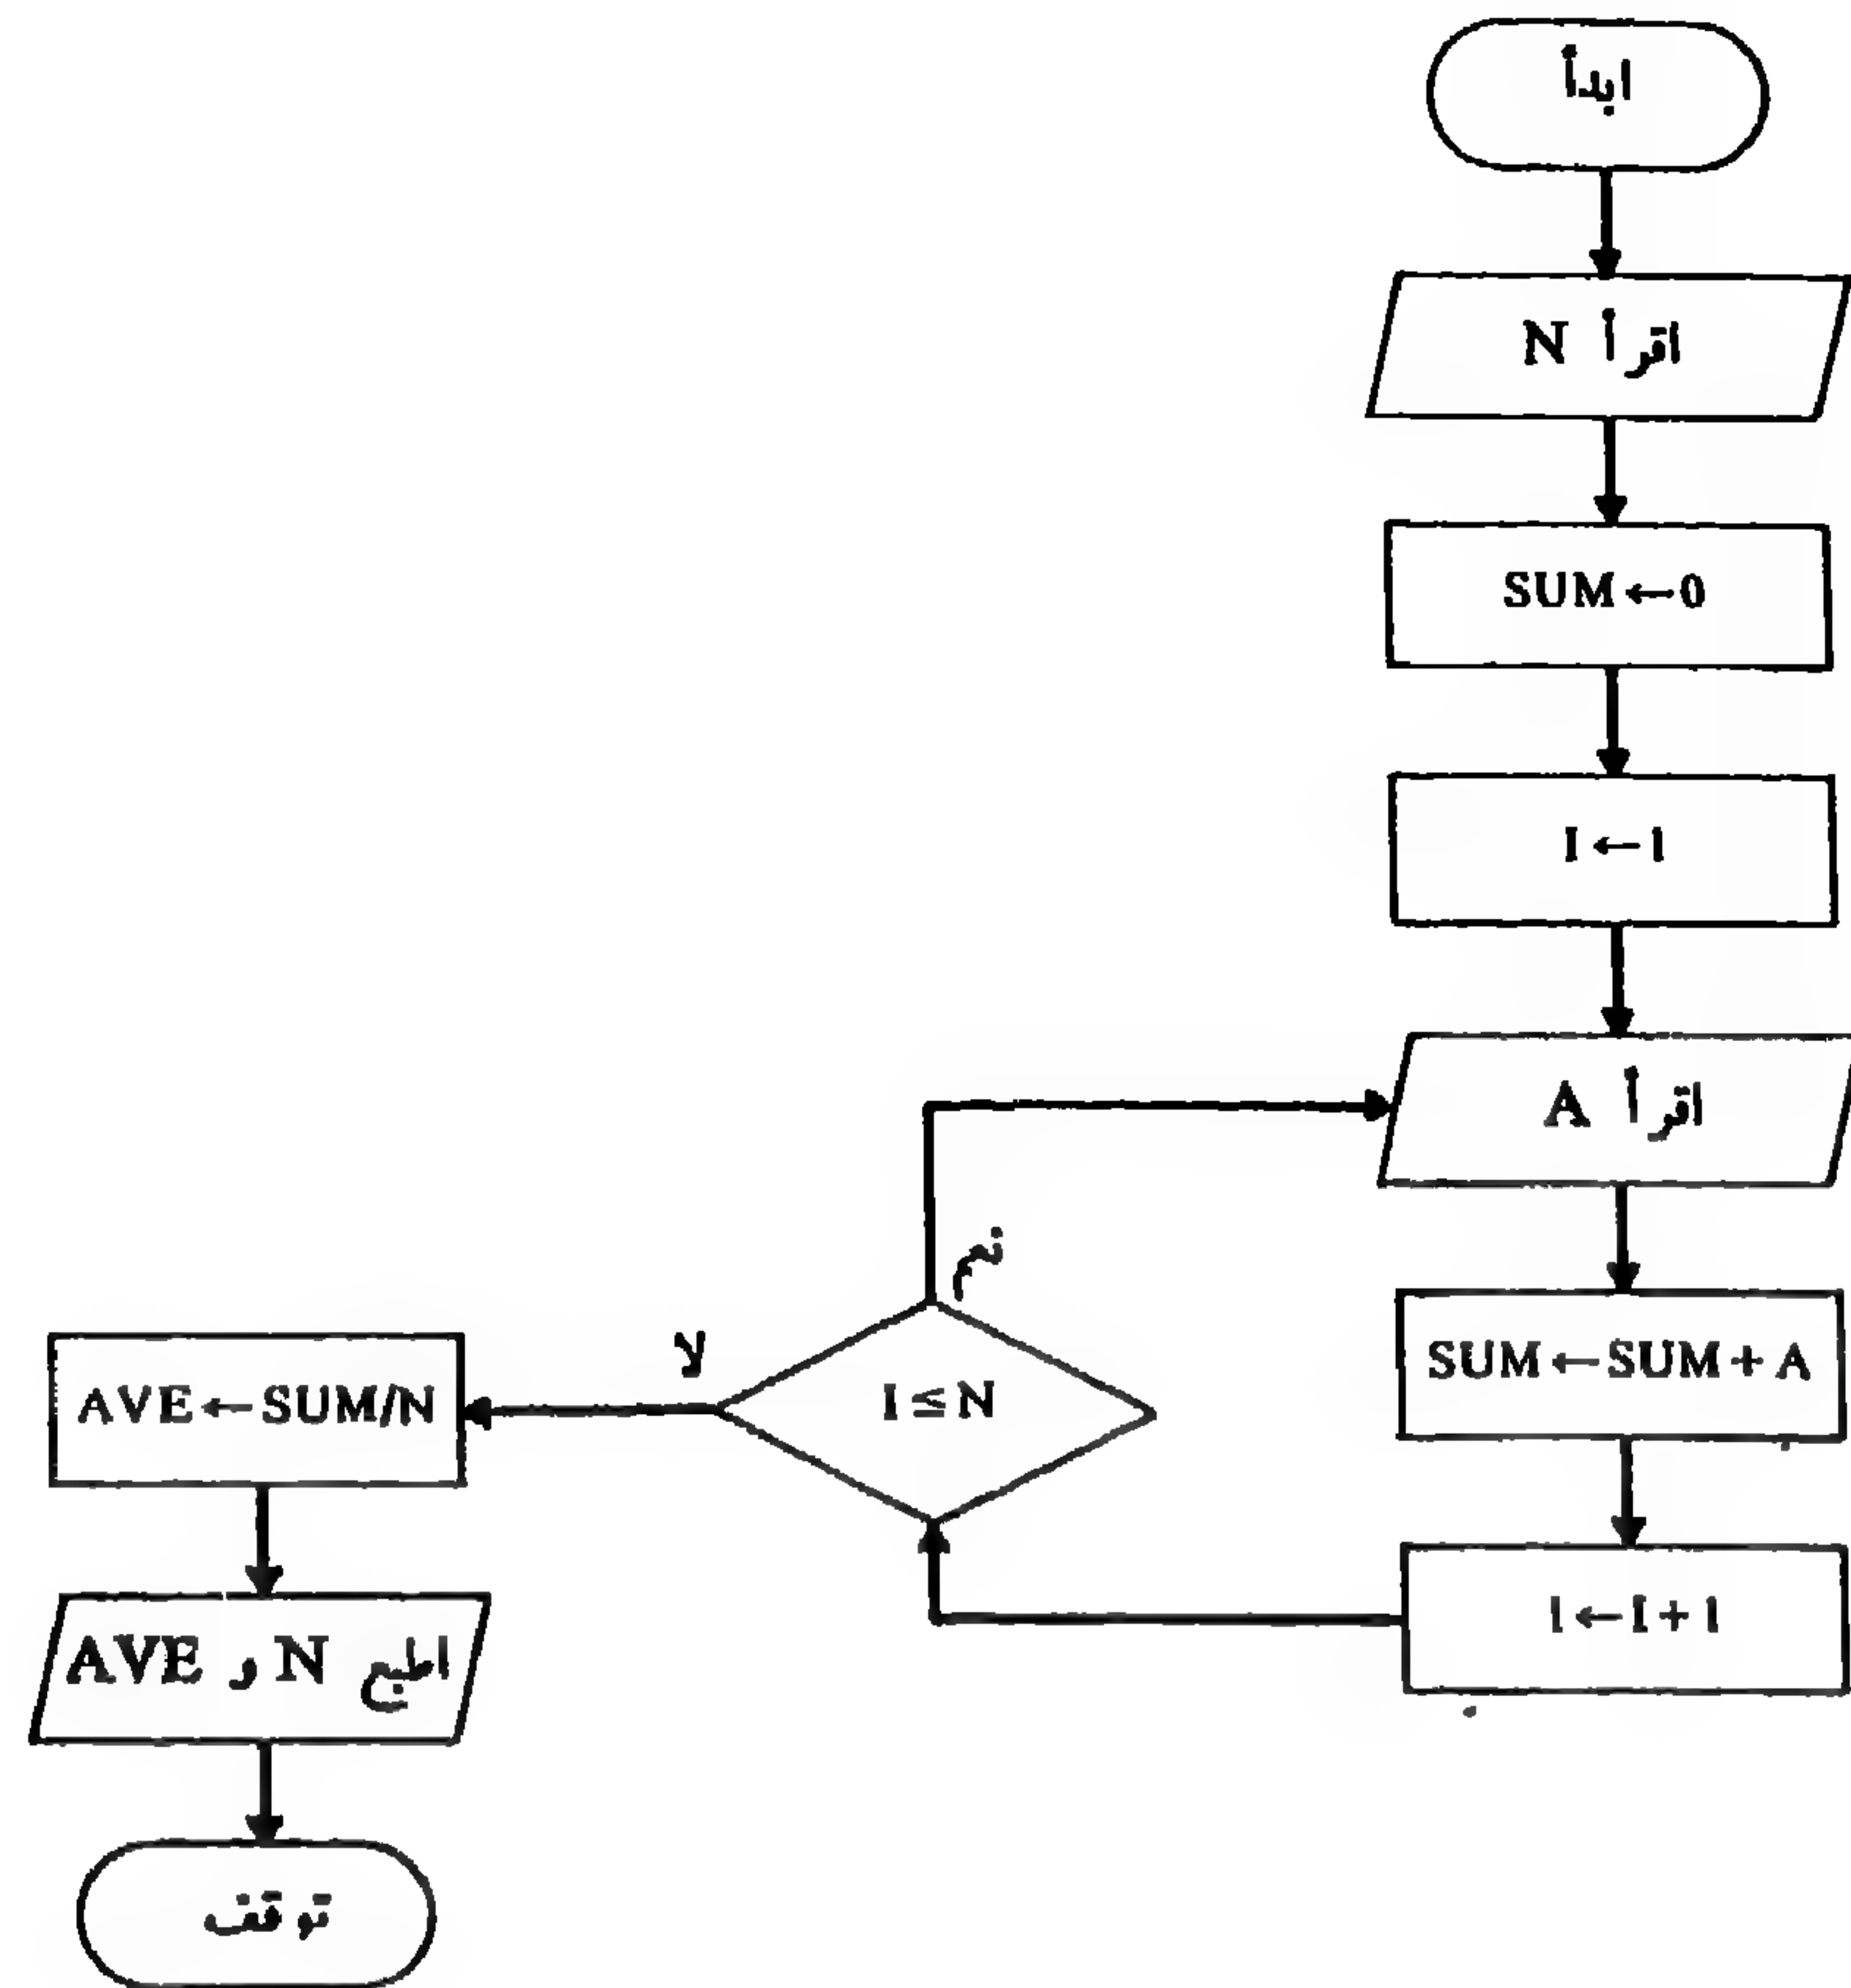 ابدأ
اقرأ N
SUM ← 0
I ← 1
اقرأ A
SUM ← SUM + A
I ← I + 1
I ≤ N
نعم
لا
AVE ← SUM/N
اطبع N و AVE
توقف